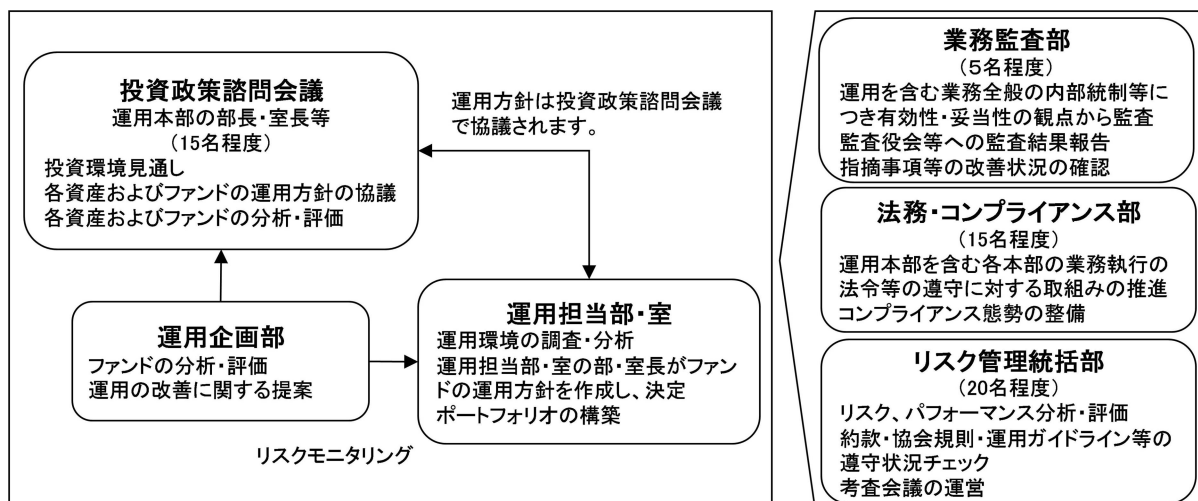 投資政策諮問会議
運用本部の部長・室長等
(15名程度)
投資環境見通し
各資産およびファンドの運用方針の協議
各資産およびファンドの分析・評価
運用方針は投資政策諮問会議
で協議されます。
運用企画部
ファンドの分析・評価
運用の改善に関する提案
運用担当部・室
運用環境の調査・分析
運用担当部・室の部・室長がファン
ドの運用方針を作成し、決定
ポートフォリオの構築
リスクモニタリング
業務監査部
(5名程度)
運用を含む業務全般の内部統制等に
つき有効性・妥当性の観点から監査
監査役会等への監査結果報告
指摘事項等の改善状況の確認
法務・コンプライアンス部
(15名程度)
運用本部を含む各本部の業務執行の
法令等の遵守に対する取組みの推進
コンプライアンス態勢の整備
リスク管理統括部
(20名程度)
リスク、パフォーマンス分析・評価
約款・協会規則・運用ガイドライン等の
遵守状況チェック
考査会議の運営